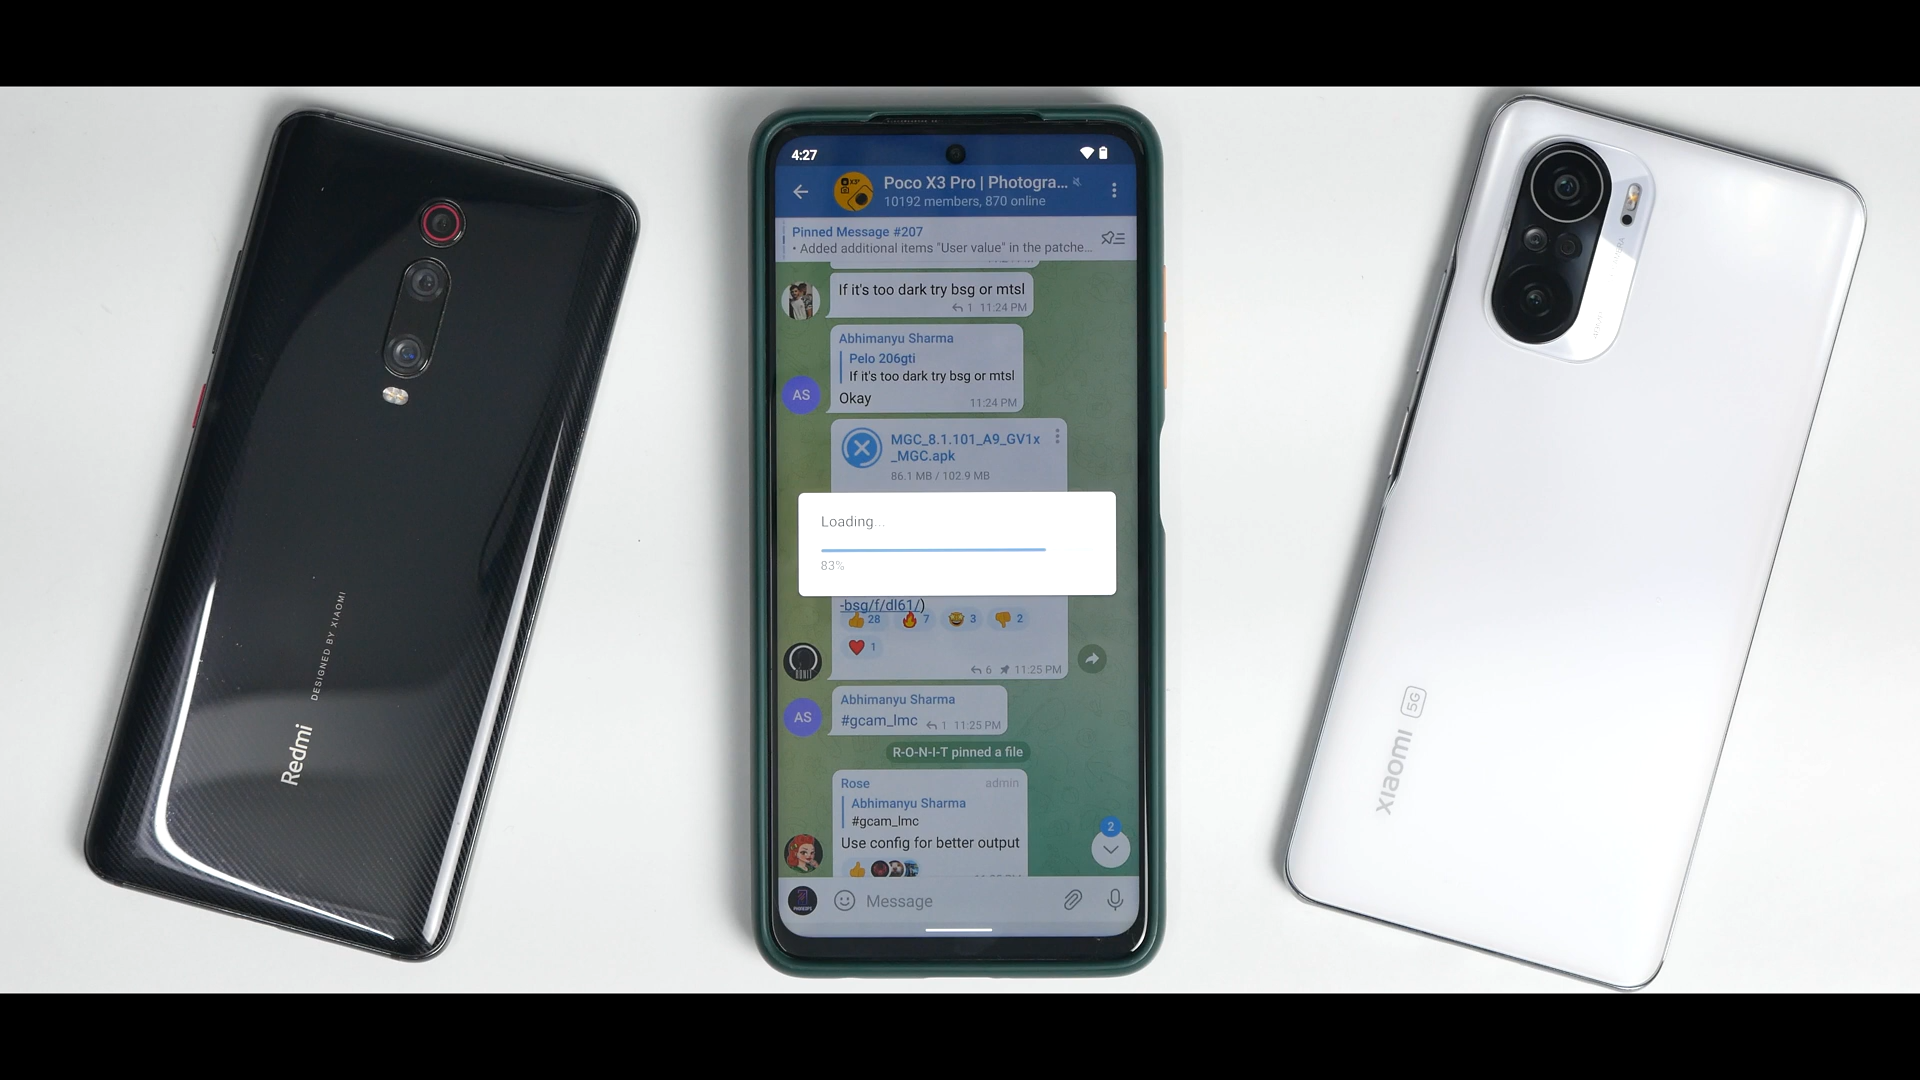 4:27
Poco X3 Pro | Photogra...
10192 members, 870 online
Pinned Message #207
• Added additional items "User value" in the patche...
If it's too dark try bsg or mtsl
1 11:24 PM
Abhimanyu Sharma
Pelo 206gti
If it's too dark try bsg or mtsl
AS
Okay
11:24 PM
MGC_8.1.101_A9_GV1x
_MGC.apk
86.1 MB / 102.9 MB
Loading...
83%
-bsg/f/dl61/)
28 7 3 2
1
6 11:25 PM
AS
Abhimanyu Sharma
#gcam_lmc
1 11:25 PM
R-O-N-I-T pinned a file
Rose admin
Abhimanyu Sharma
#gcam_lmc
Use config for better output
2
Message
Redmi
DESIGNED BY XIAOMI
xiaomi 5G